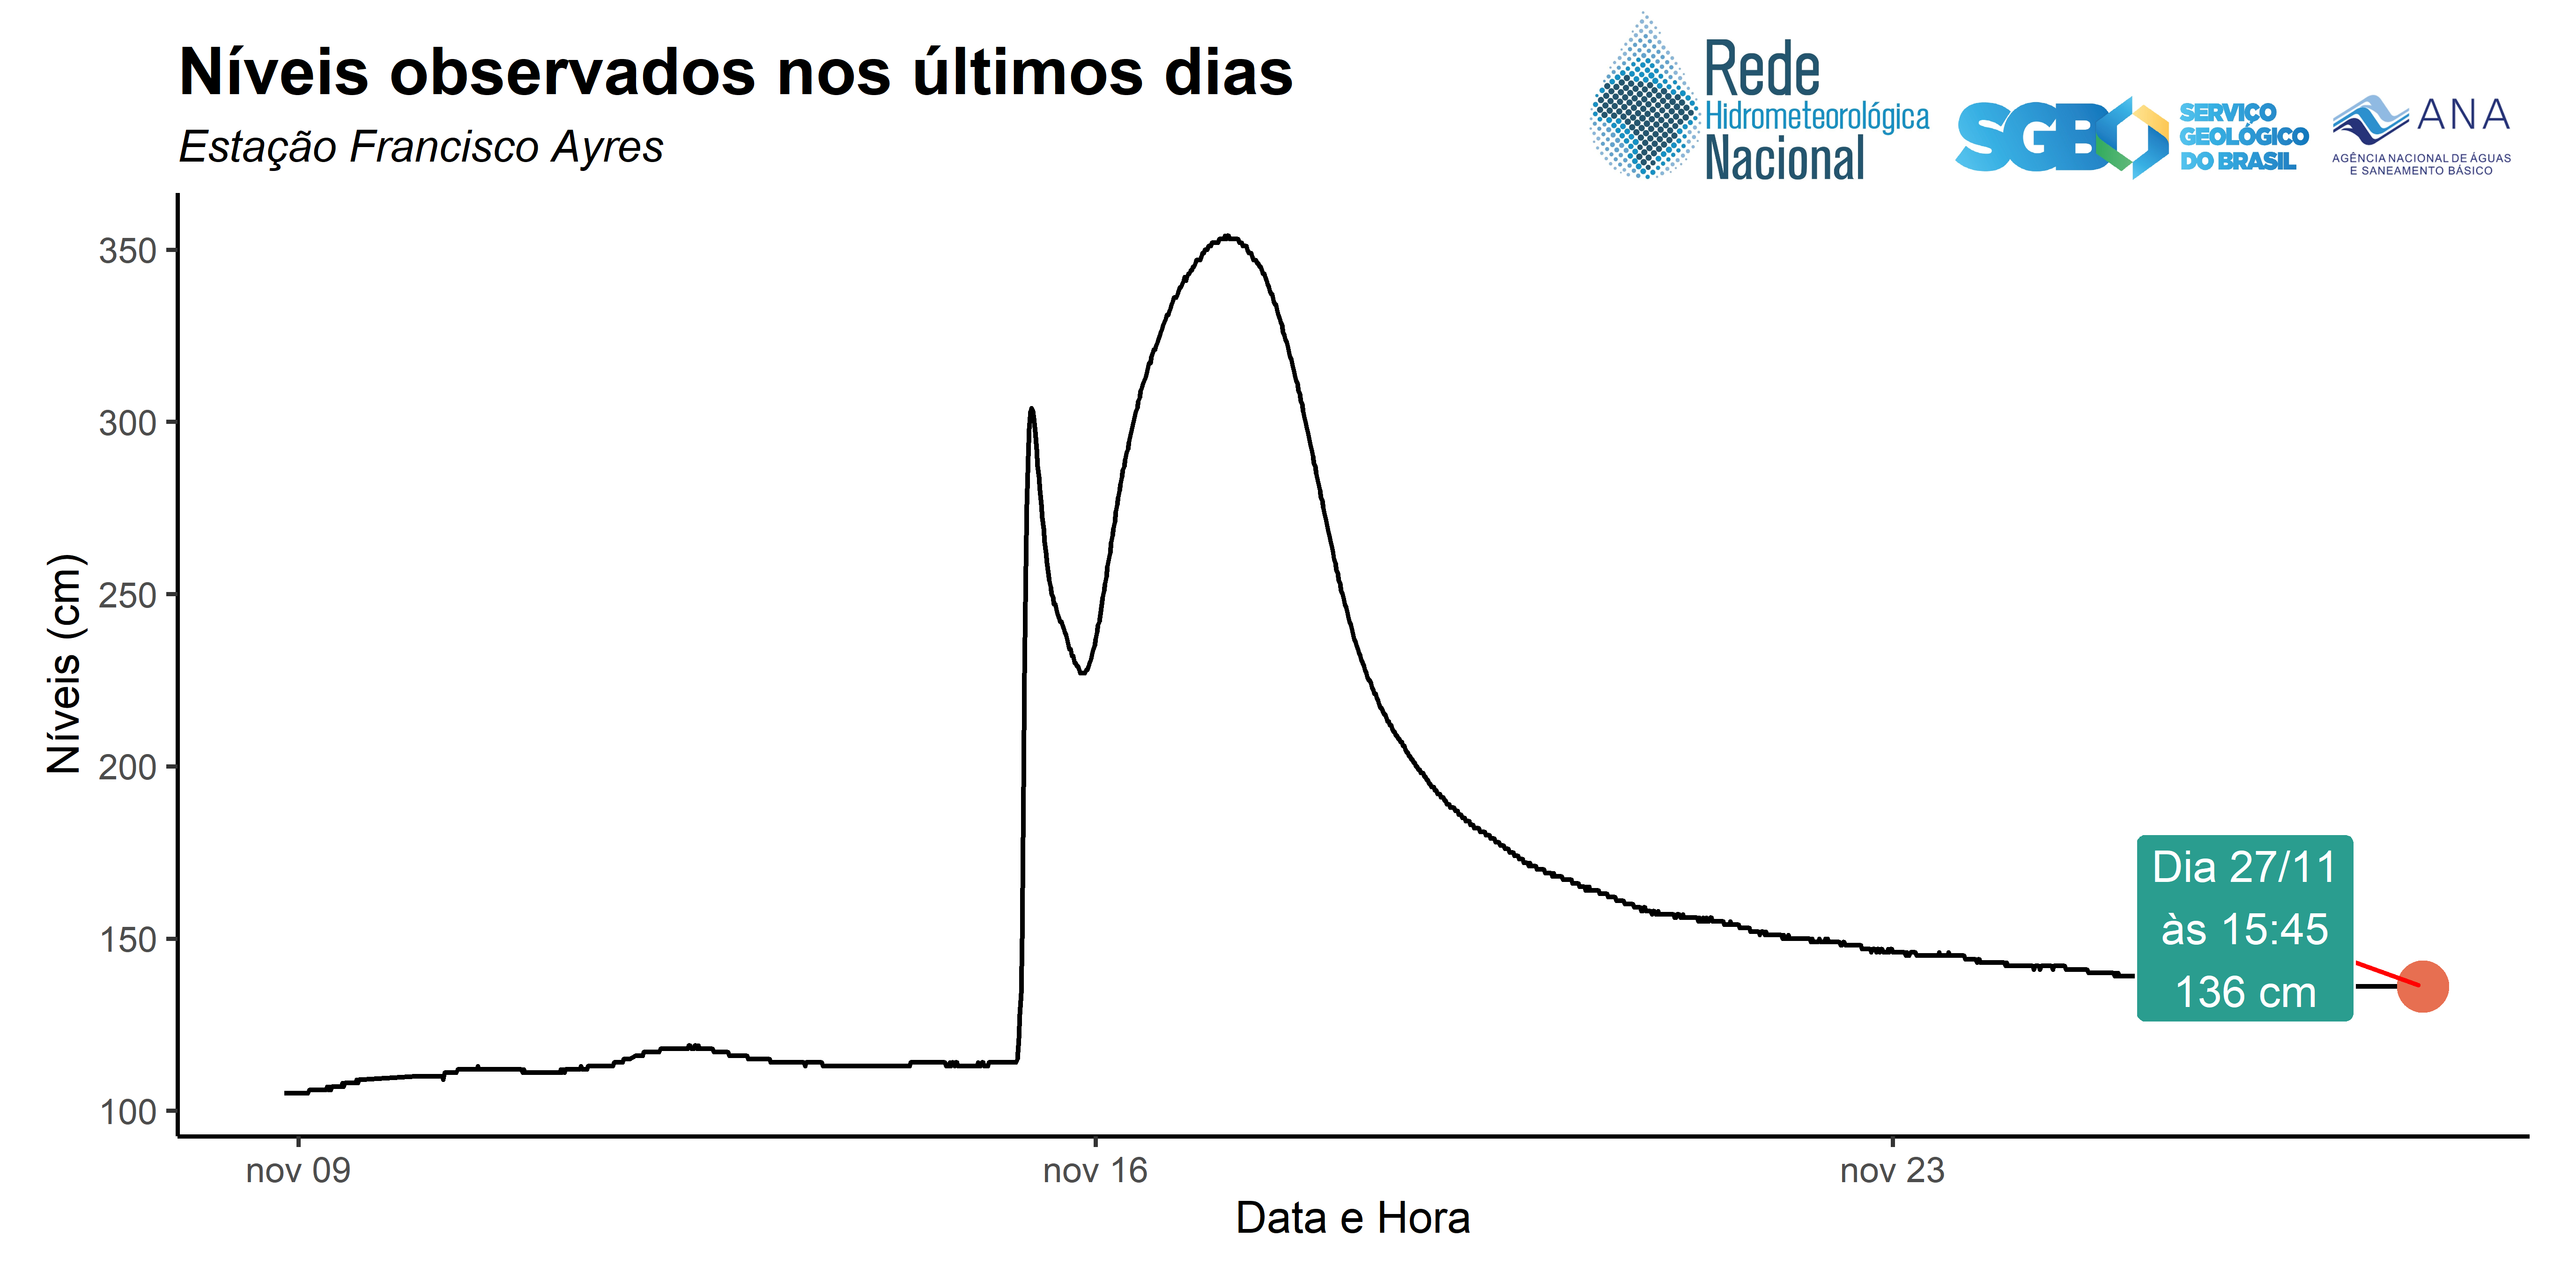 Níveis observados nos últimos dias
Estação Francisco Ayres
Rede
Hidrometeorológica
Nacional
SGB
SERVIÇO
GEOLÓGICO
DO BRASIL
ANA
AGÊNCIA NACIONAL DE ÁGUAS
E SANEAMENTO BÁSICO
Níveis (cm)
350
300
250
200
150
100
Dia 27/11
às 15:45
136 cm
nov 09
nov 16
nov 23
Data e Hora